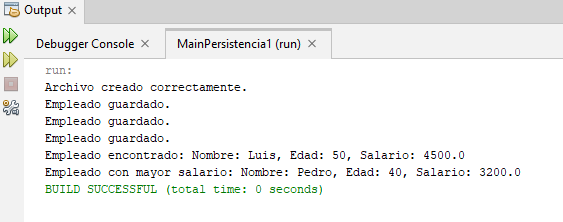 Output ×
Debugger Console × MainPersistencia1 (run) ×
run:
Archivo creado correctamente.
Empleado guardado.
Empleado guardado.
Empleado guardado.
Empleado encontrado: Nombre: Luis, Edad: 50, Salario: 4500.0
Empleado con mayor salario: Nombre: Pedro, Edad: 40, Salario: 3200.0
BUILD SUCCESSFUL (total time: 0 seconds)